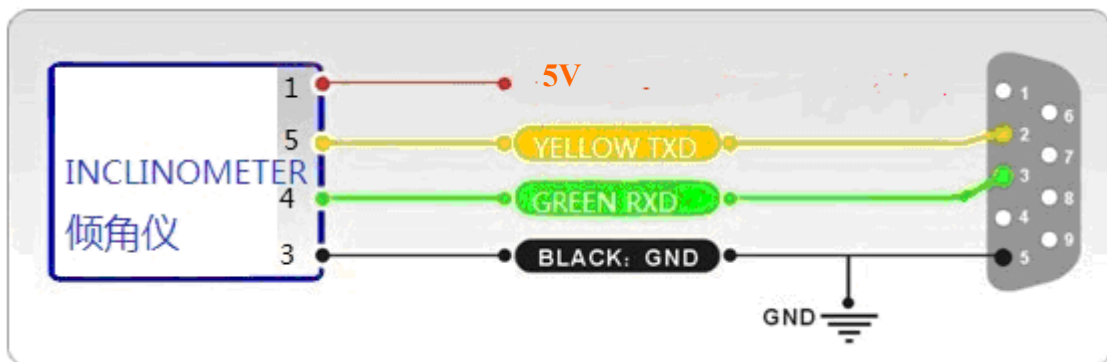 INCLINOMETER
倾角仪
1
5
4
3
5V
YELLOW TXD
GREEN RXD
BLACK: GND
GND
1
2
3
4
5
6
7
8
9